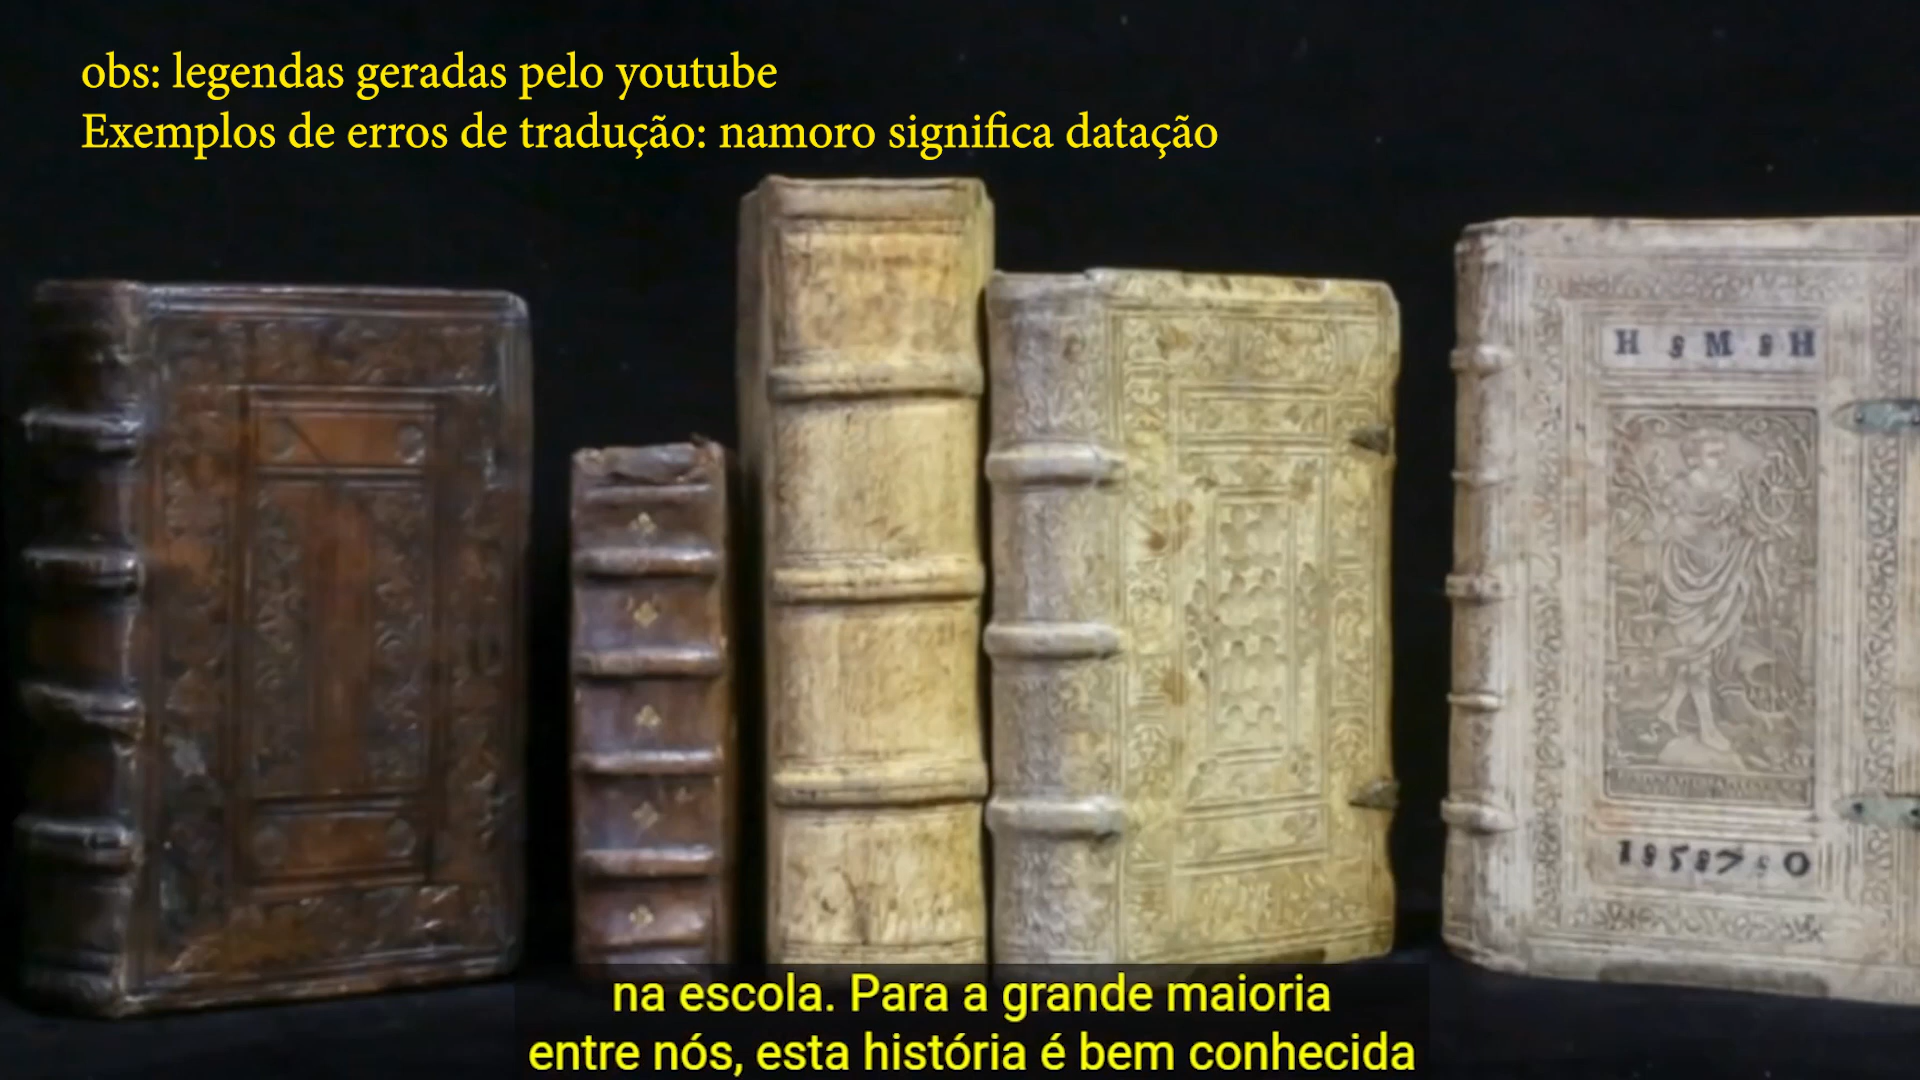 obs: legendas geradas pelo youtube
Exemplos de erros de tradução: namoro significa datação
H S M S H
na escola. Para a grande maioria
entre nós, esta história é bem conhecida